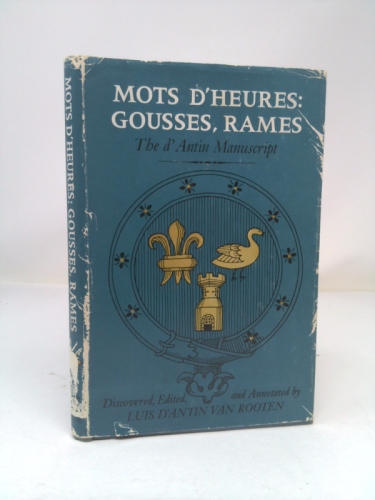 MOTS D'HEURES:
GOUSSES, RAMES
The d'Antin Manuscript
Discovered, Edited, and Annotated by
LUIS D'ANTIN VAN ROOTEN
MOTS D'HEURES: GOUSSES, RAMES